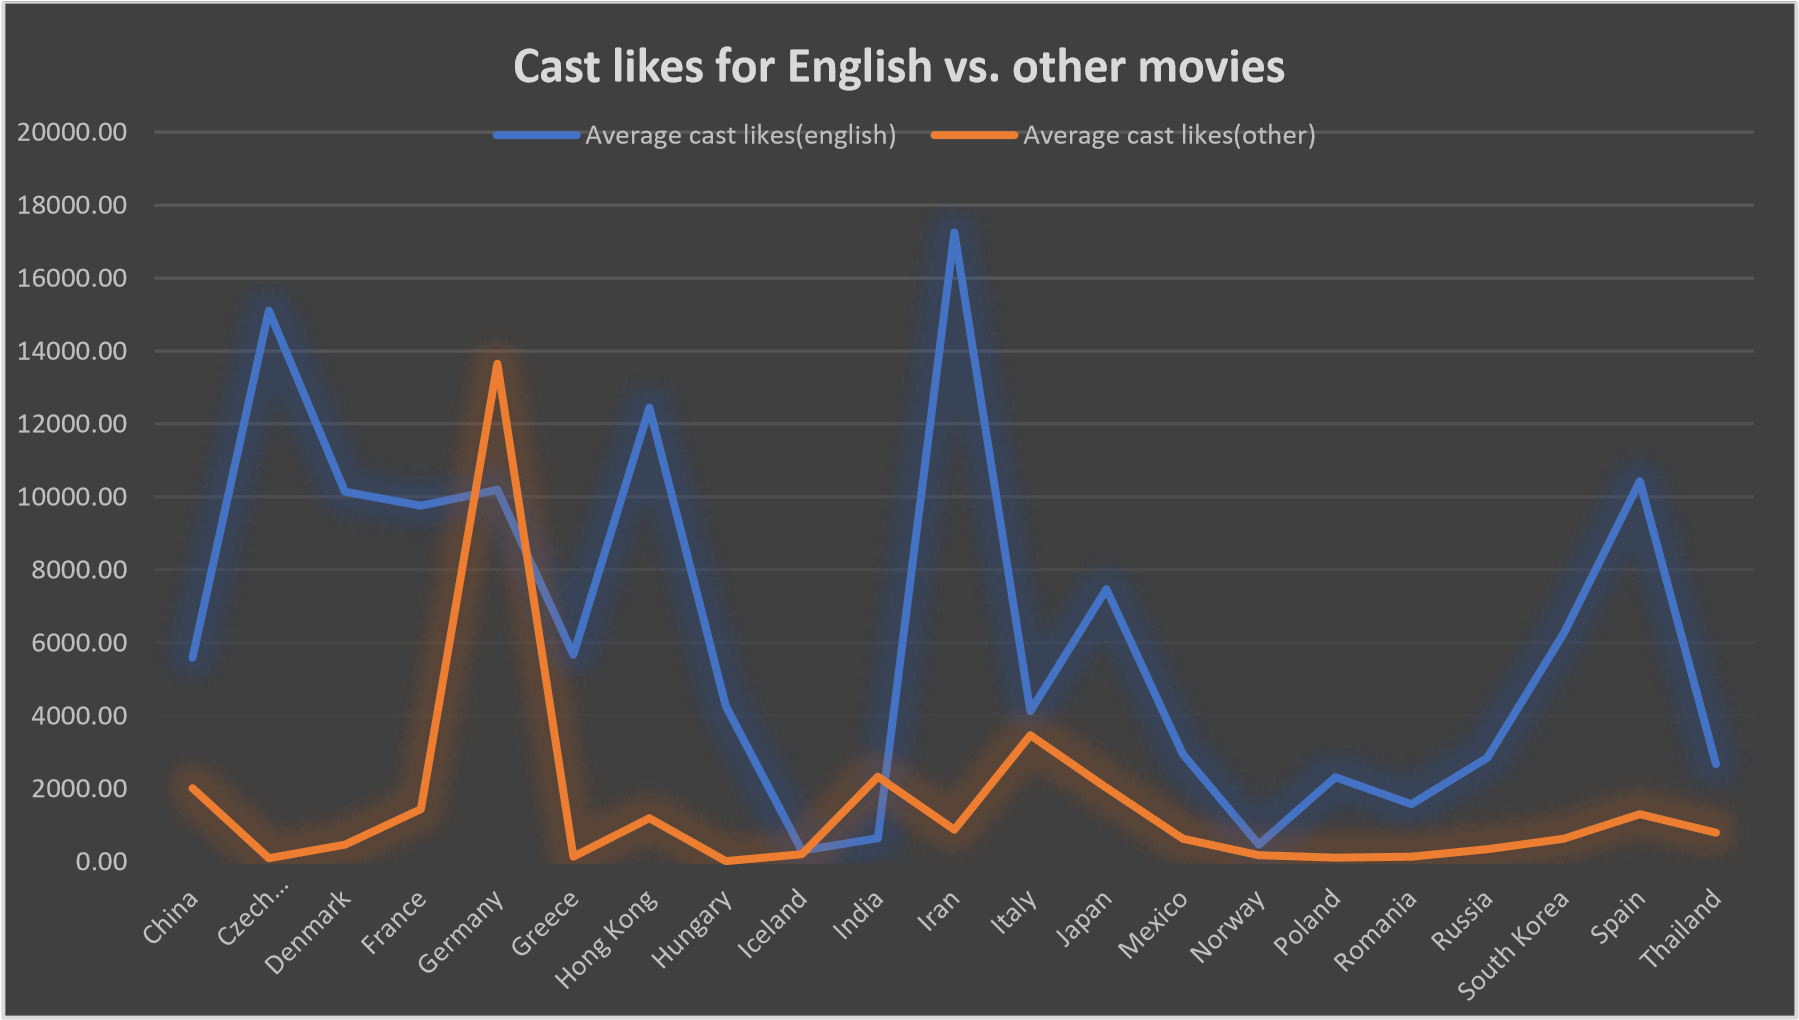 Cast likes for English vs. other movies
Average cast likes(english)
Average cast likes(other)
20000.00
18000.00
16000.00
14000.00
12000.00
10000.00
8000.00
6000.00
4000.00
2000.00
0.00
China
Czech...
Denmark
France
Germany
Greece
Hong Kong
Hungary
Iceland
India
Iran
Italy
Japan
Mexico
Norway
Poland
Romania
Russia
South Korea
Spain
Thailand